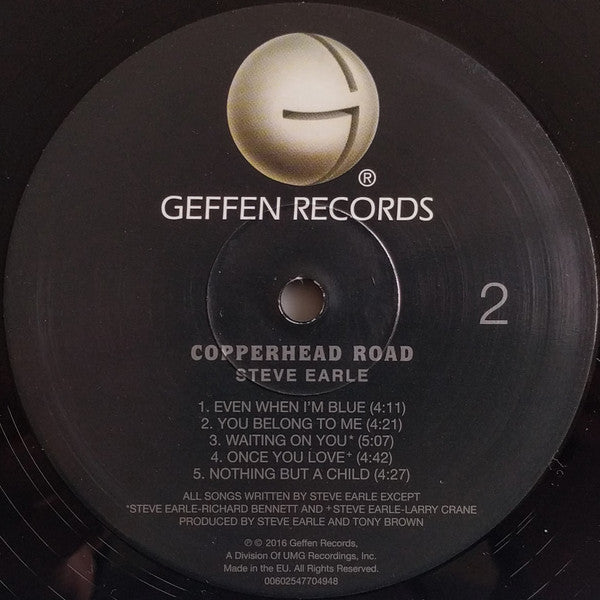 ®
GEFFEN RECORDS
2
COPPERHEAD ROAD
STEVE EARLE
1. EVEN WHEN I'M BLUE (4:11)
2. YOU BELONG TO ME (4:21)
3. WAITING ON YOU* (5:07)
4. ONCE YOU LOVE+ (4:42)
5. NOTHING BUT A CHILD (4:27)
ALL SONGS WRITTEN BY STEVE EARLE EXCEPT
*STEVE EARLE-RICHARD BENNETT AND +STEVE EARLE-LARRY CRANE
PRODUCED BY STEVE EARLE AND TONY BROWN
℗ © 2016 Geffen Records,
A Division Of UMG Recordings, Inc.
Made in the EU. All Rights Reserved.
00602547704948